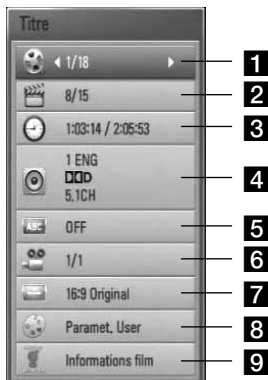 Titre
1/18
1
8/15
2
1:03:14 / 2:05:53
3
1 ENG
DDD
5.1CH
4
ABC
OFF
5
1/1
6
16:9 Original
7
Paramet. User
8
Informations film
9